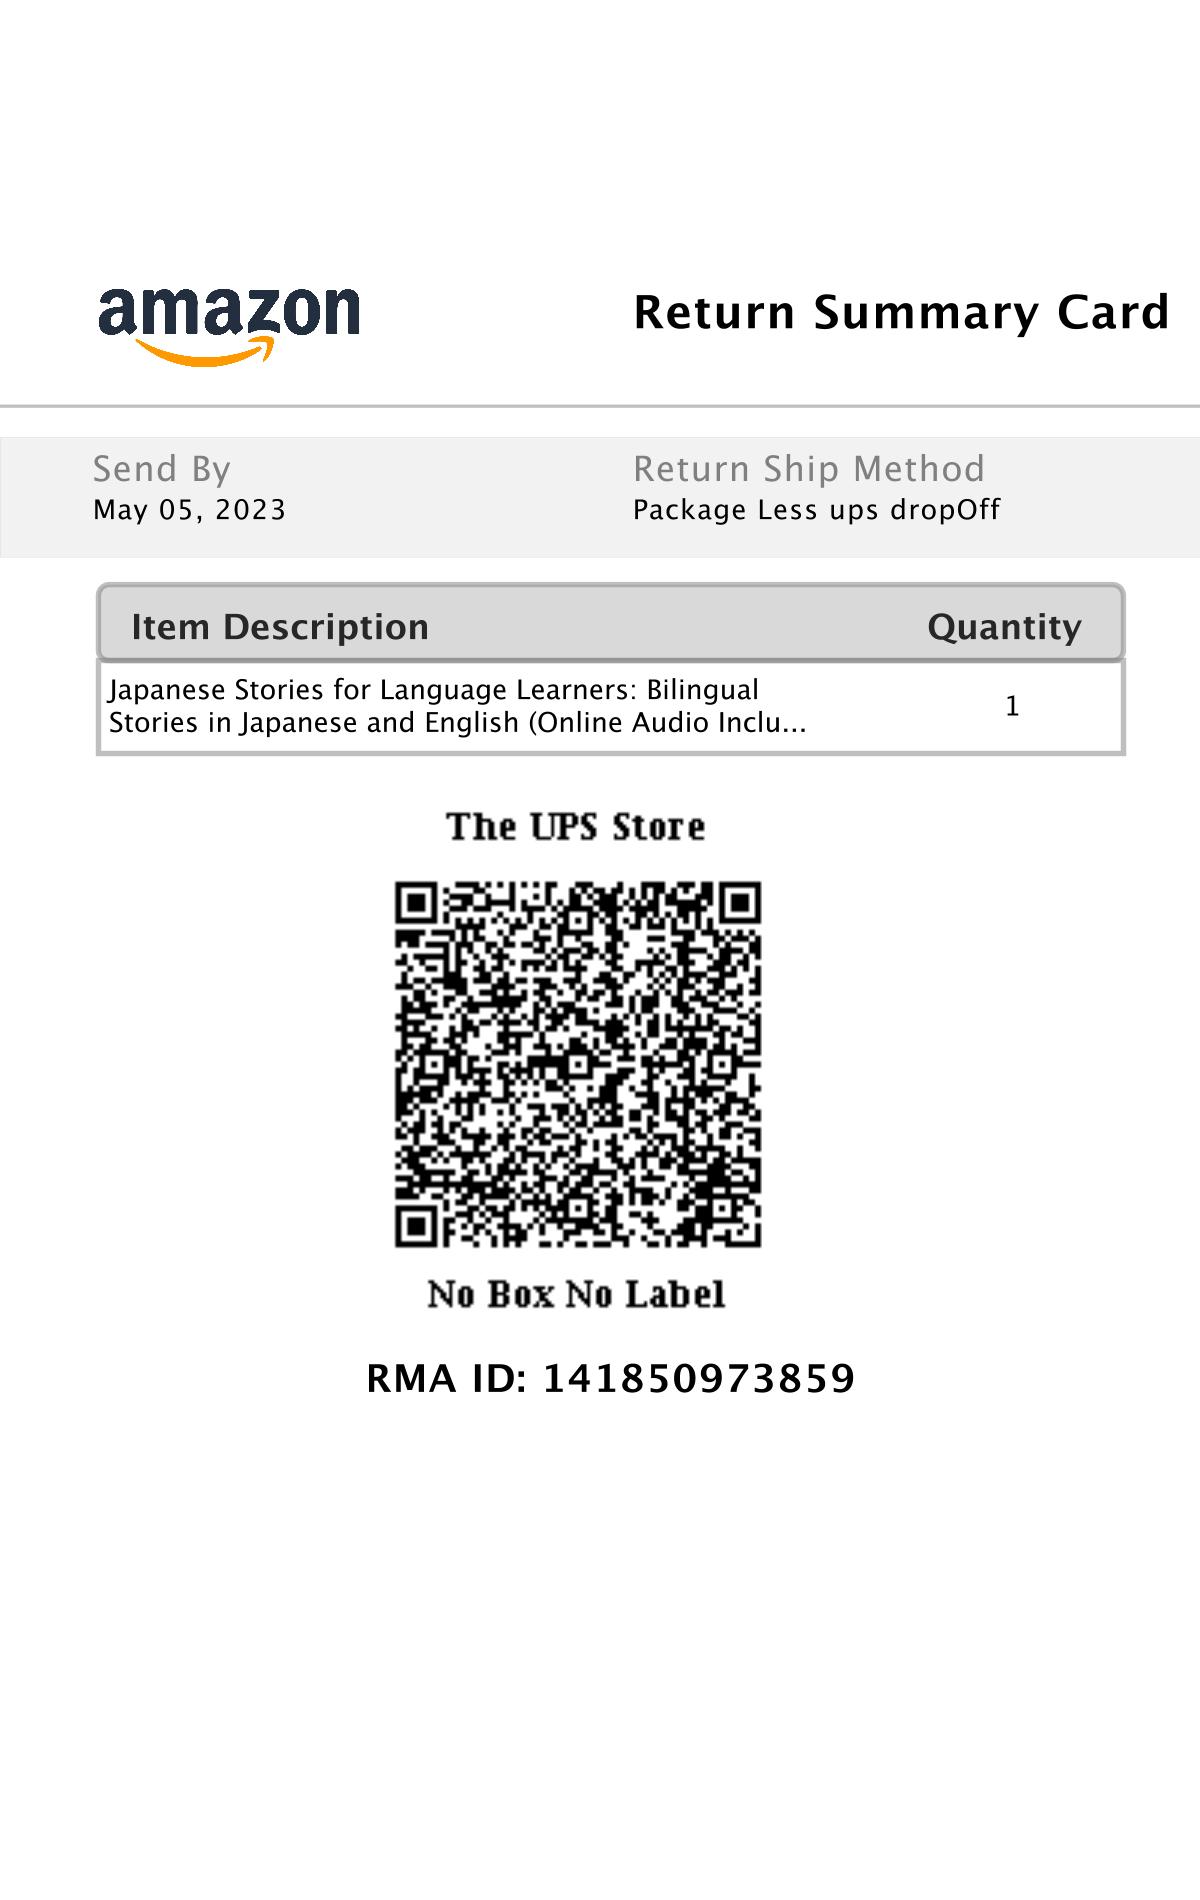 amazon
Return Summary Card
Send By
Return Ship Method
May 05, 2023
Package Less ups dropOff
Item Description
Quantity
Japanese Stories for Language Learners: Bilingual
Stories in Japanese and English (Online Audio Inclu...
1
The UPS Store
No Box No Label
RMA ID: 141850973859